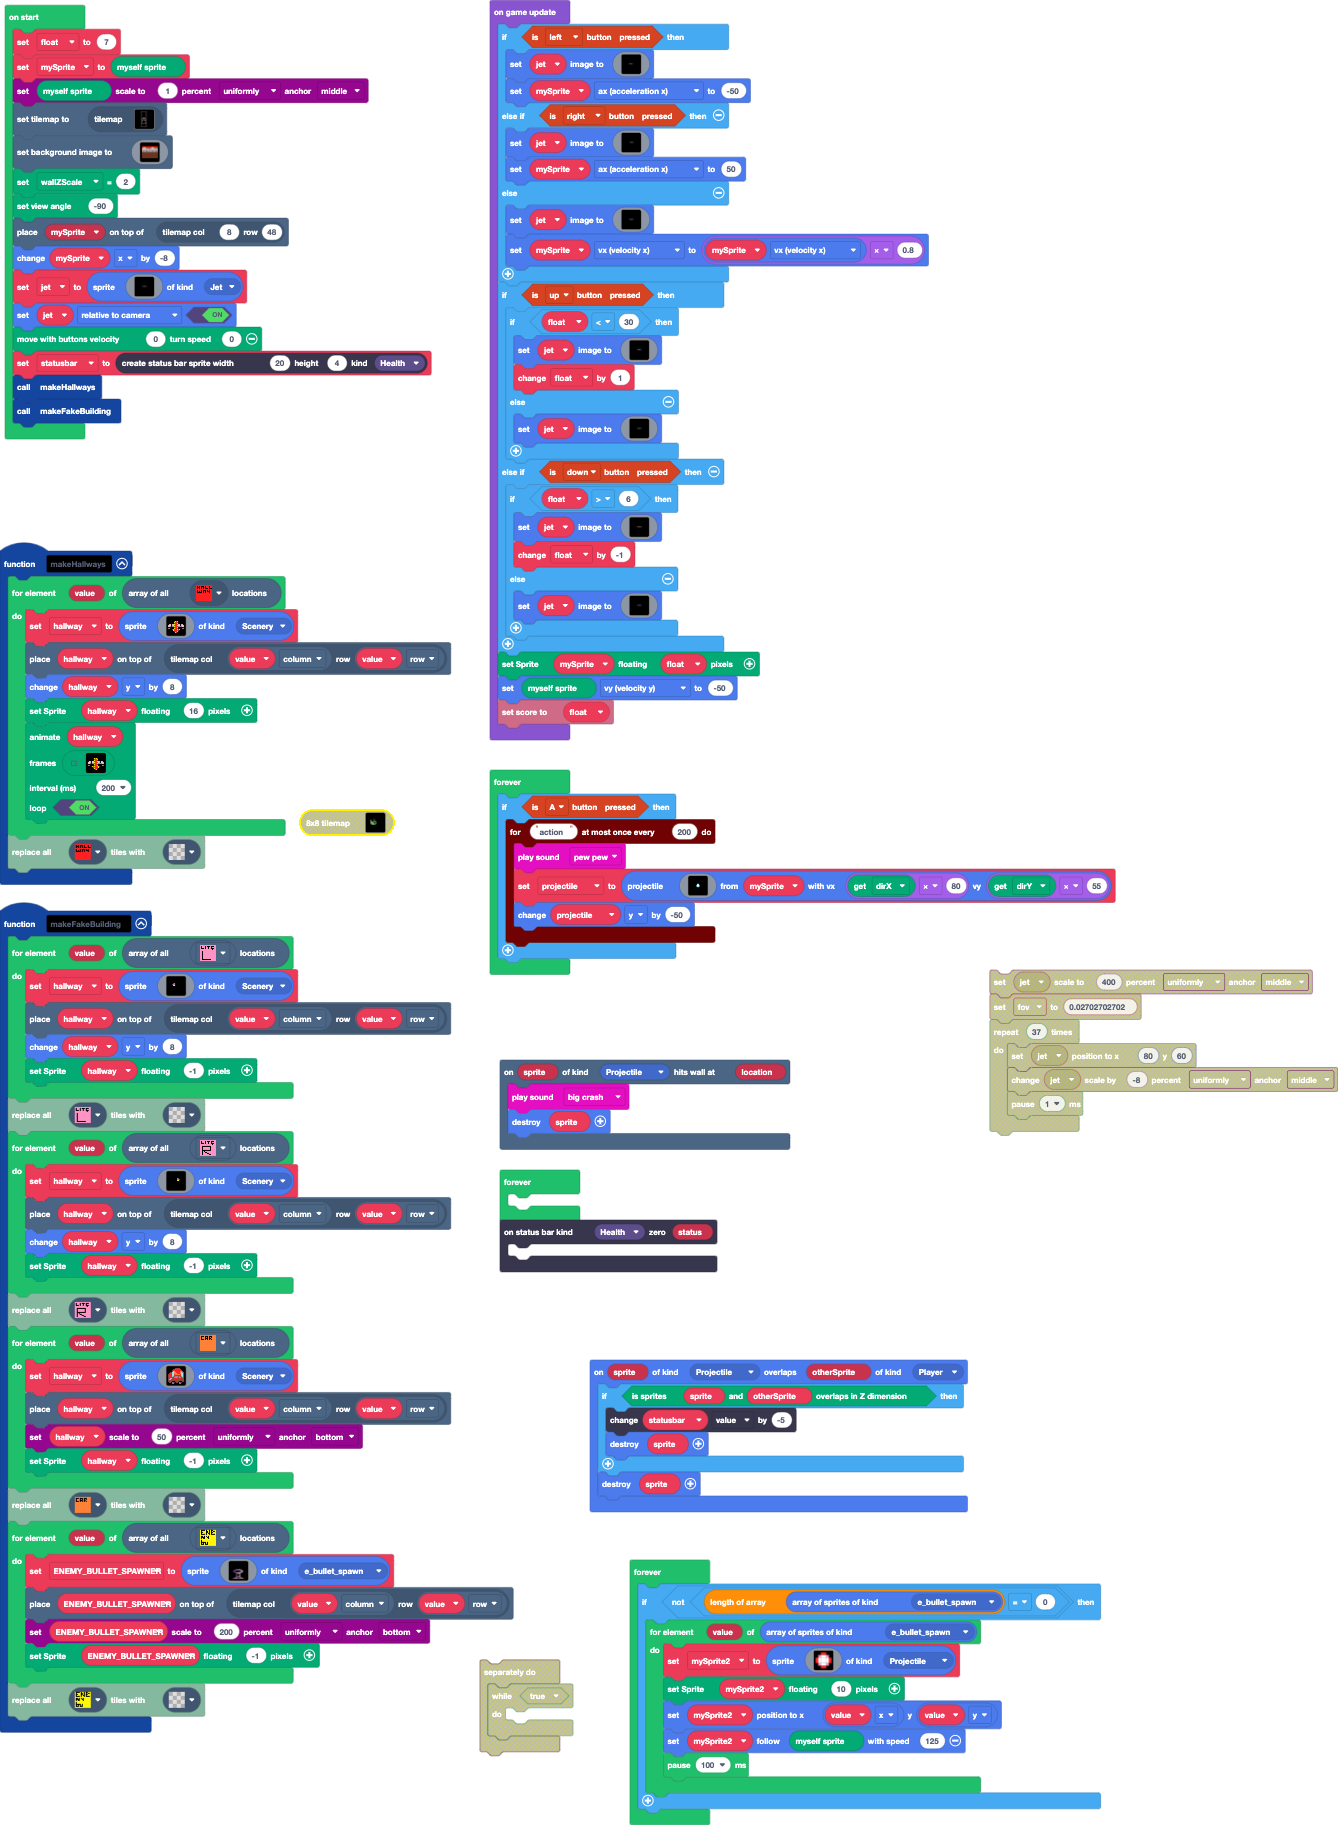 on start
set float to 7
set mySprite to myself sprite
set myself sprite scale to 1 percent uniformly anchor middle
set tilemap to tilemap
set background image to
set wallZScale = 2
set view angle -90
place mySprite on top of tilemap col 8 row 48
change mySprite x by -8
set jet to sprite of kind Jet
set jet relative to camera ON
move with buttons velocity 0 turn speed 0
set statusbar to create status bar sprite width 20 height 4 kind Health
call makeHallways
call makeFakeBuilding
function makeHallways
for element value of array of all HALL WAY locations
do
set hallway to sprite of kind Scenery
place hallway on top of tilemap col value column row value row
change hallway y by 8
set Sprite hallway floating 16 pixels
animate hallway
frames
interval (ms) 200
loop ON
replace all HALL WAY tiles with
8x8 tilemap
function makeFakeBuilding
for element value of array of all LITE L locations
do
set hallway to sprite of kind Scenery
place hallway on top of tilemap col value column row value row
change hallway y by 8
set Sprite hallway floating -1 pixels
replace all LITE L tiles with
for element value of array of all LITE R locations
do
set hallway to sprite of kind Scenery
place hallway on top of tilemap col value column row value row
change hallway y by 8
set Sprite hallway floating -1 pixels
replace all LITE R tiles with
for element value of array of all CAR locations
do
set hallway to sprite of kind Scenery
place hallway on top of tilemap col value column row value row
set hallway scale to 50 percent uniformly anchor bottom
set Sprite hallway floating -1 pixels
replace all CAR tiles with
for element value of array of all ENE MY bu locations
do
set ENEMY_BULLET_SPAWNER to sprite of kind e_bullet_spawn
place ENEMY_BULLET_SPAWNER on top of tilemap col value column row value row
set ENEMY_BULLET_SPAWNER scale to 200 percent uniformly anchor bottom
set Sprite ENEMY_BULLET_SPAWNER floating -1 pixels
replace all ENE MY bu tiles with
on game update
if is left button pressed then
set jet image to
set mySprite ax (acceleration x) to -50
else if is right button pressed then
set jet image to
set mySprite ax (acceleration x) to 50
else
set jet image to
set mySprite vx (velocity x) to mySprite vx (velocity x) × 0.8
if is up button pressed then
if float < 30 then
set jet image to
change float by 1
else
set jet image to
else if is down button pressed then
if float > 6 then
set jet image to
change float by -1
else
set jet image to
set Sprite mySprite floating float pixels
set myself sprite vy (velocity y) to -50
set score to float
forever
if is A button pressed then
for "action" at most once every 200 do
play sound pew pew
set projectile to projectile from mySprite with vx get dirX × 80 vy get dirY × 55
change projectile y by -50
set jet scale to 400 percent uniformly anchor middle
set fov to 0.02702702702
repeat 37 times
do
set jet position to x 80 y 60
change jet scale by -8 percent uniformly anchor middle
pause 1 ms
on sprite of kind Projectile hits wall at location
play sound big crash
destroy sprite
forever
on status bar kind Health zero status
on sprite of kind Projectile overlaps otherSprite of kind Player
if is sprites sprite and otherSprite overlaps in Z dimension then
change statusbar value by -5
destroy sprite
destroy sprite
separately do
while true
do
forever
if not length of array array of sprites of kind e_bullet_spawn = 0 then
for element value of array of sprites of kind e_bullet_spawn
do
set mySprite2 to sprite of kind Projectile
set Sprite mySprite2 floating 10 pixels
set mySprite2 position to x value x y value y
set mySprite2 follow myself sprite with speed 125
pause 100 ms